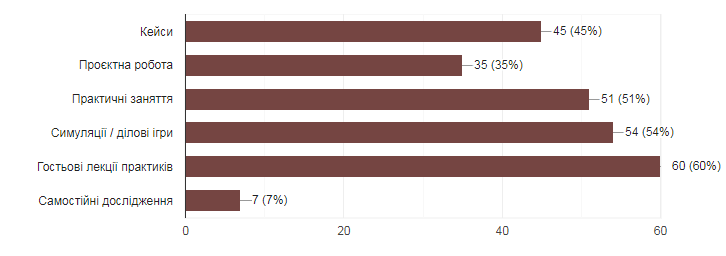 Кейси 45 (45%)
Проєктна робота 35 (35%)
Практичні заняття 51 (51%)
Симуляції / ділові ігри 54 (54%)
Гостьові лекції практиків 60 (60%)
Самостійні дослідження 7 (7%)
0 20 40 60